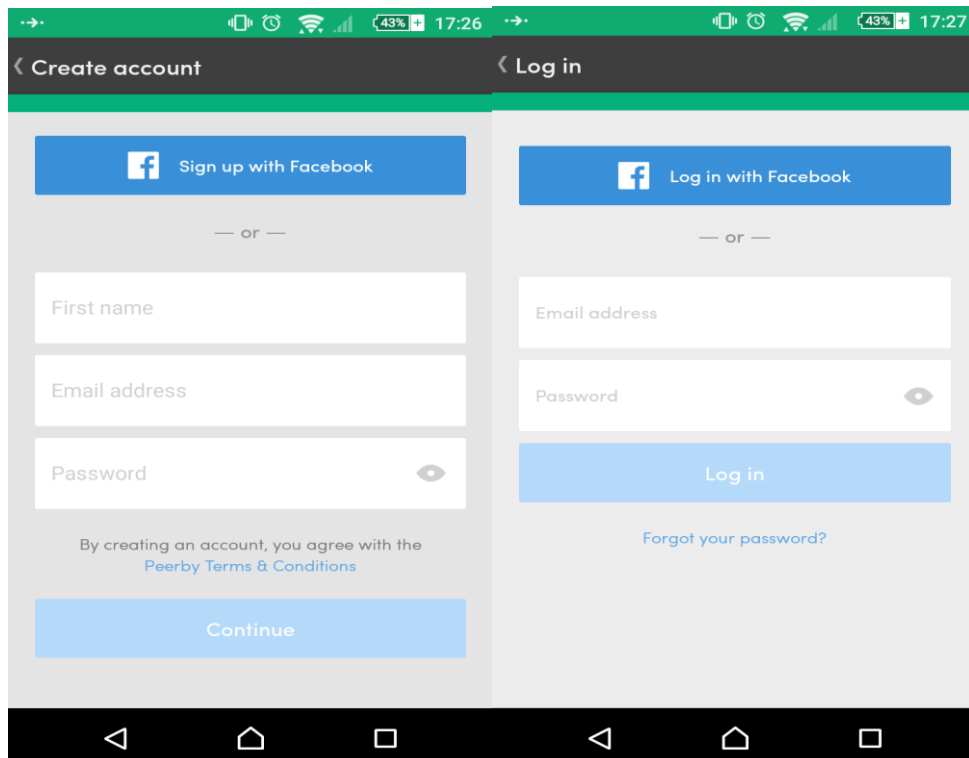 43% 17:26
Create account
Sign up with Facebook
— or —
First name
Email address
Password
By creating an account, you agree with the
Peerby Terms & Conditions
Continue
43% 17:27
Log in
Log in with Facebook
— or —
Email address
Password
Log in
Forgot your password?